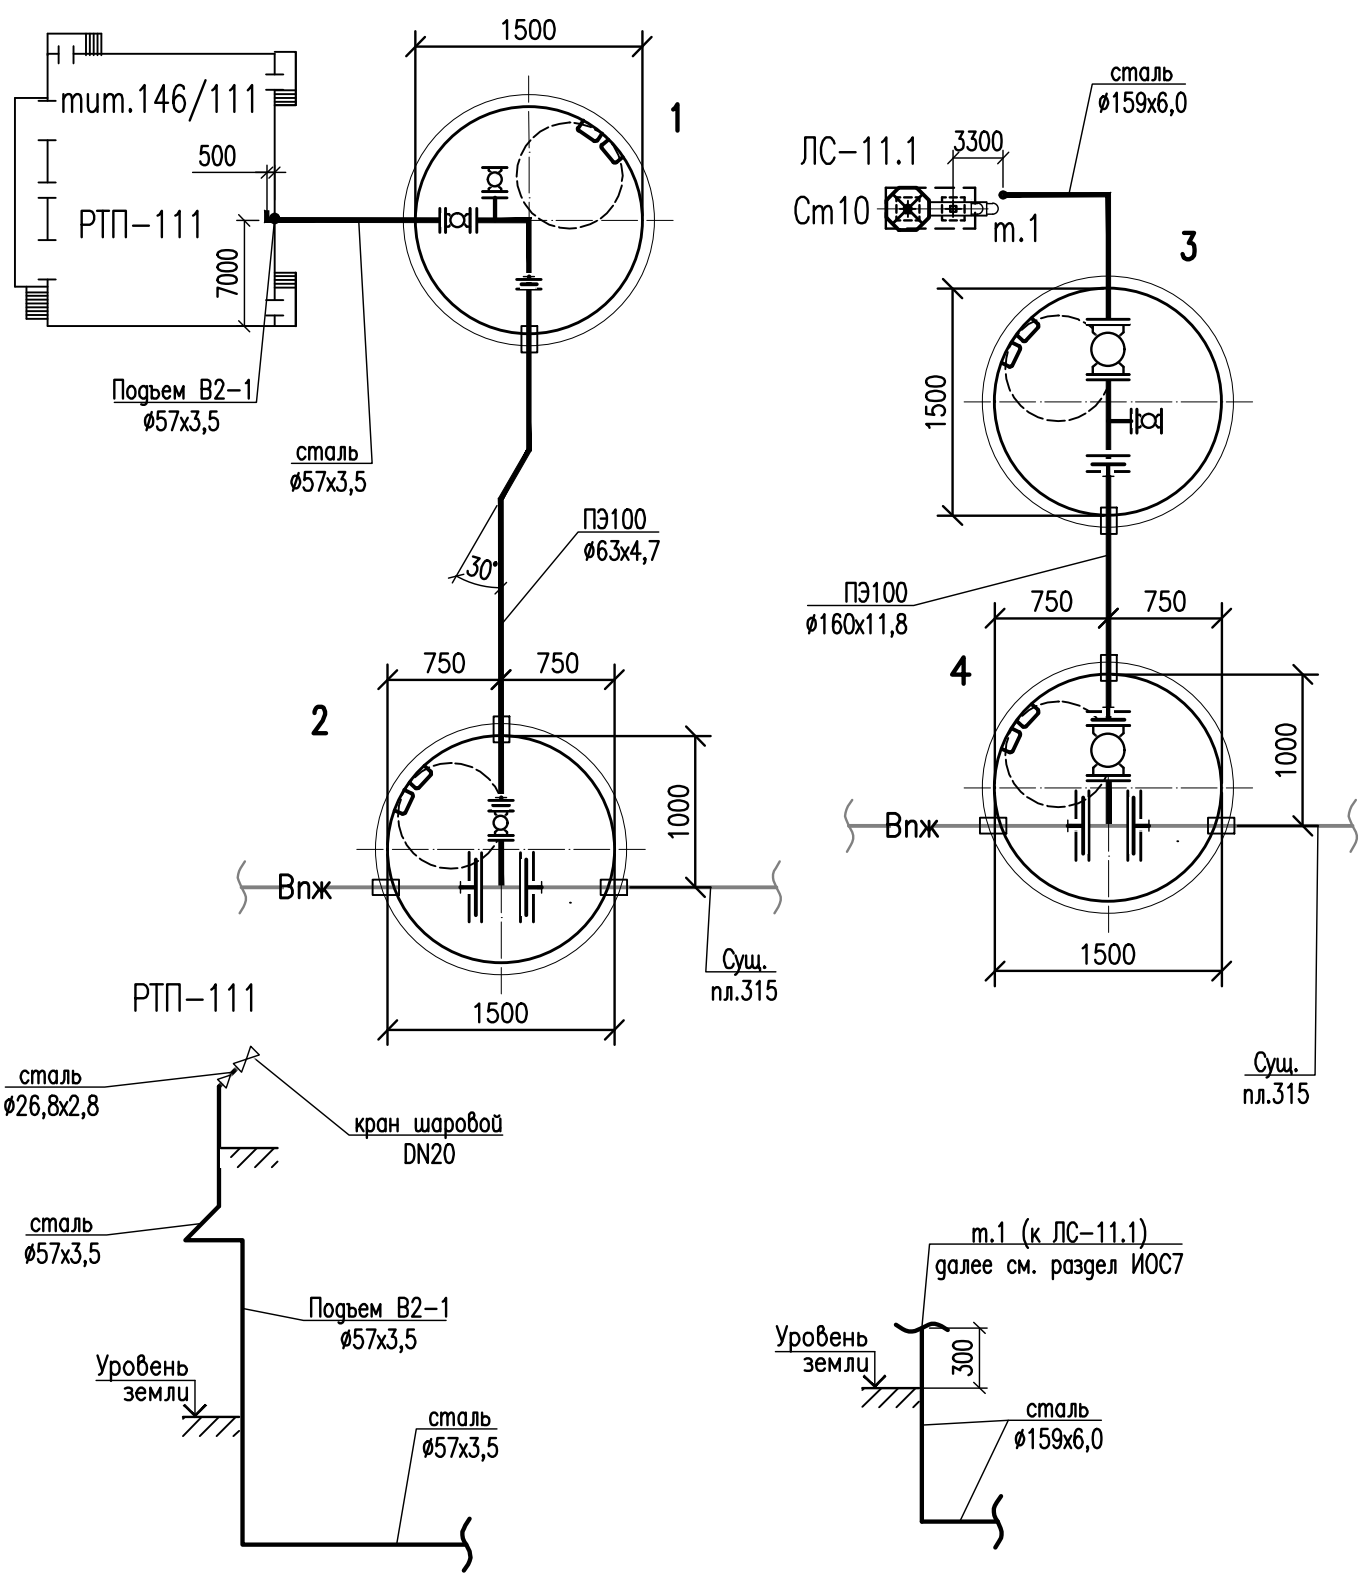 1500
1
тит.146/111
500
РТП-111
7000
Подъем В2-1
ø57х3,5
сталь
ø57х3,5
ПЭ100
ø63х4,7
30°
750
750
2
1000
Впж
Сущ.
пл.315
1500
сталь
ø159х6,0
ЛС-11.1
3300
Ст10
т.1
3
1500
ПЭ100
ø160х11,8
750
750
4
1000
Впж
1500
Сущ.
пл.315
РТП-111
сталь
ø26,8х2,8
кран шаровой
DN20
сталь
ø57х3,5
Подъем В2-1
ø57х3,5
Уровень
земли
сталь
ø57х3,5
т.1 (к ЛС-11.1)
далее см. раздел ИОС7
Уровень
земли
300
сталь
ø159х6,0